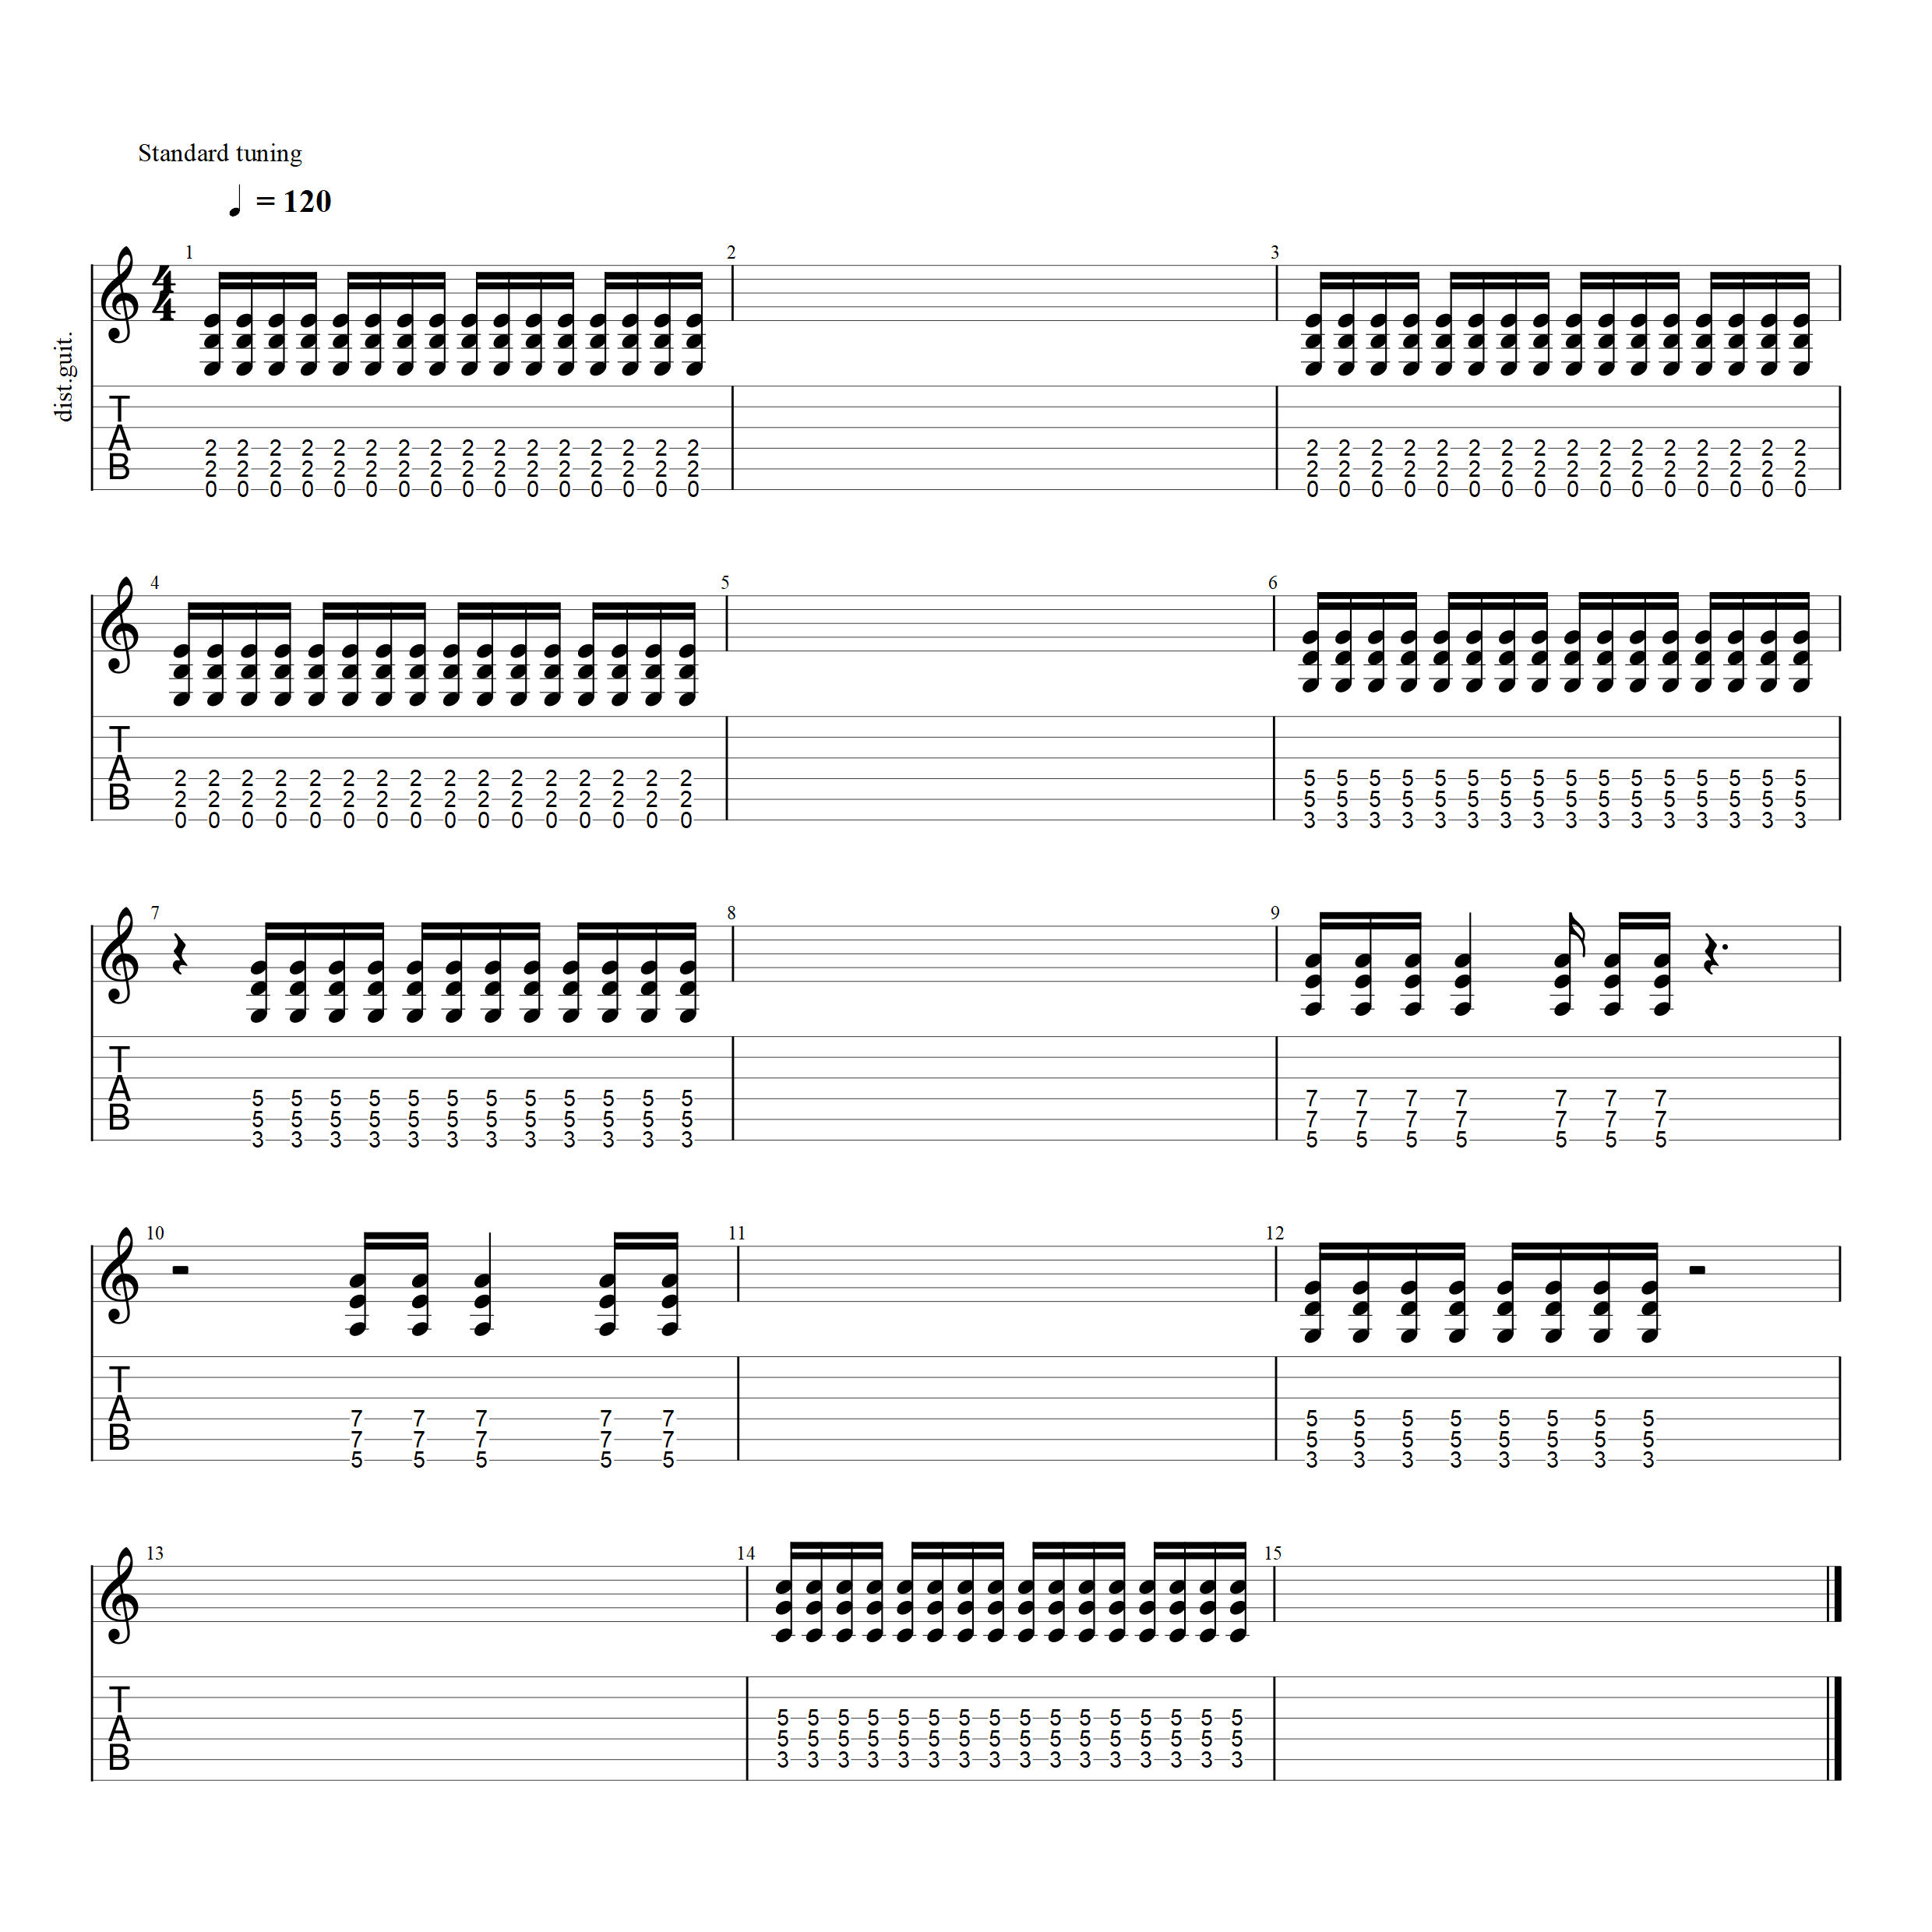 Standard tuning
= 120
dist.guit.
1 2 3
4
4
T
A
B
2 2 2 2 2 2 2 2 2 2 2 2 2 2 2 2 2 2 2 2 2 2 2 2 2 2 2 2 2 2 2 2
2 2 2 2 2 2 2 2 2 2 2 2 2 2 2 2 2 2 2 2 2 2 2 2 2 2 2 2 2 2 2 2
0 0 0 0 0 0 0 0 0 0 0 0 0 0 0 0 0 0 0 0 0 0 0 0 0 0 0 0 0 0 0 0
4 5 6
T
A
B
2 2 2 2 2 2 2 2 2 2 2 2 2 2 2 2 5 5 5 5 5 5 5 5 5 5 5 5 5 5 5 5
2 2 2 2 2 2 2 2 2 2 2 2 2 2 2 2 5 5 5 5 5 5 5 5 5 5 5 5 5 5 5 5
0 0 0 0 0 0 0 0 0 0 0 0 0 0 0 0 3 3 3 3 3 3 3 3 3 3 3 3 3 3 3 3
7 8 9
T
A
B
5 5 5 5 5 5 5 5 5 5 5 5 7 7 7 7 7 7 7
5 5 5 5 5 5 5 5 5 5 5 5 7 7 7 7 7 7 7
3 3 3 3 3 3 3 3 3 3 3 3 5 5 5 5 5 5 5
10 11 12
T
A
B
7 7 7 7 7 5 5 5 5 5 5 5 5
7 7 7 7 7 5 5 5 5 5 5 5 5
5 5 5 5 5 3 3 3 3 3 3 3 3
13 14 15
T
A
B
5 5 5 5 5 5 5 5 5 5 5 5 5 5 5 5
5 5 5 5 5 5 5 5 5 5 5 5 5 5 5 5
3 3 3 3 3 3 3 3 3 3 3 3 3 3 3 3